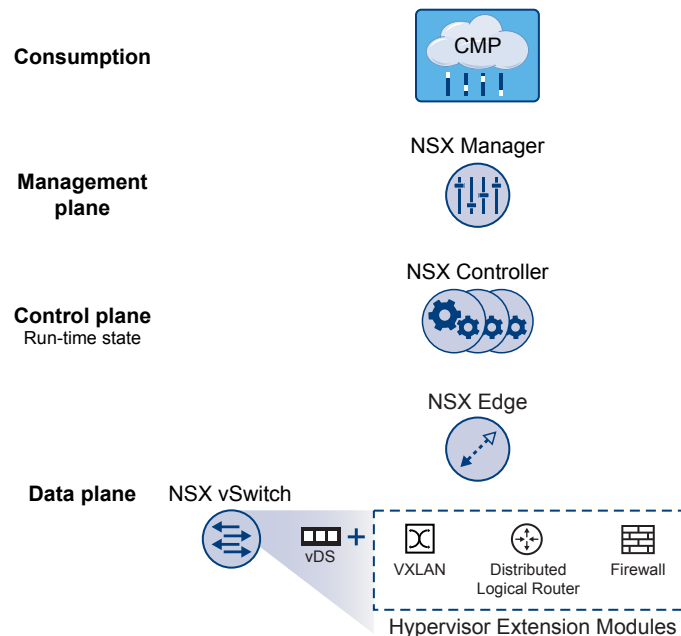 CMP
Consumption
NSX Manager
Management
plane
NSX Controller
Control plane
Run-time state
NSX Edge
Data plane
NSX vSwitch
vDS
+
VXLAN
Distributed
Logical Router
Firewall
Hypervisor Extension Modules